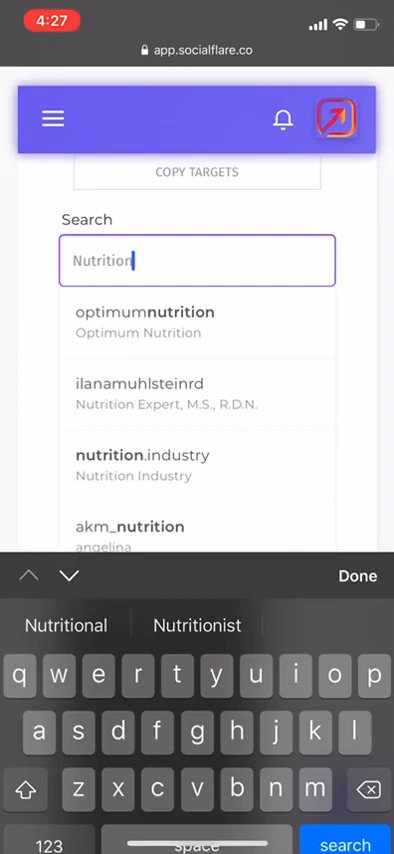 4:27
app.socialflare.co
COPY TARGETS
Search
Nutrition
optimumnutrition
Optimum Nutrition
ilanamuhlsteinrd
Nutrition Expert, M.S., R.D.N.
nutrition.industry
Nutrition Industry
akm_nutrition
angelina
Done
Nutritional Nutritionist
q w e r t y u i o p
a s d f g h j k l
z x c v b n m
123 space search